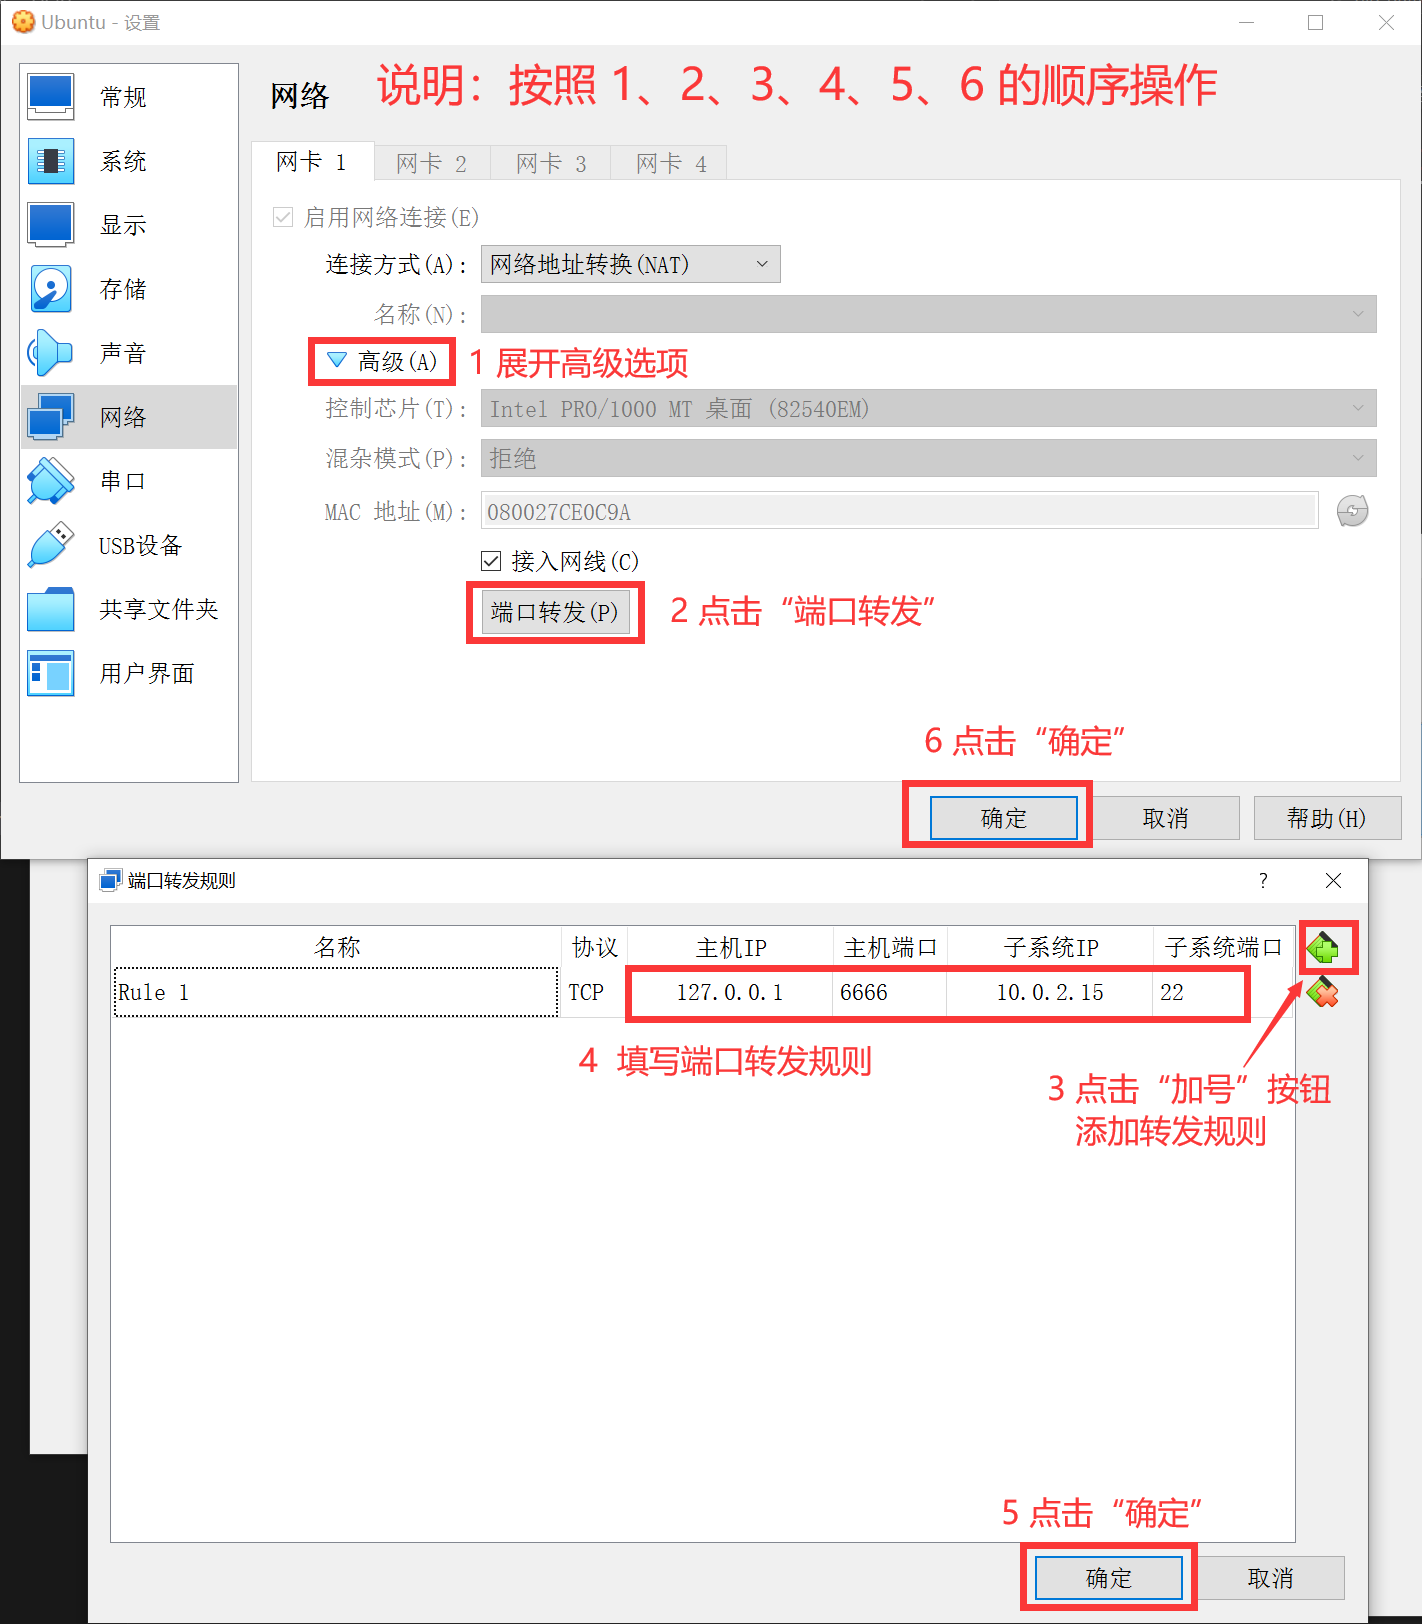 Ubuntu - 设置
说明：按照 1、2、3、4、5、6 的顺序操作
常规
系统
显示
存储
声音
网络
串口
USB设备
共享文件夹
用户界面
网络
网卡 1
网卡 2
网卡 3
网卡 4
启用网络连接(E)
连接方式(A)： 网络地址转换(NAT)
名称(N)：
高级(A) 1 展开高级选项
控制芯片(T)： Intel PRO/1000 MT 桌面 (82540EM)
混杂模式(P)： 拒绝
MAC 地址(M)： 080027CE0C9A
接入网线(C)
端口转发(P) 2 点击“端口转发”
6 点击“确定”
确定 取消 帮助(H)
端口转发规则 ?
名称 协议 主机IP 主机端口 子系统IP 子系统端口
Rule 1 TCP 127.0.0.1 6666 10.0.2.15 22
4 填写端口转发规则
3 点击“加号”按钮
添加转发规则
5 点击“确定”
确定 取消